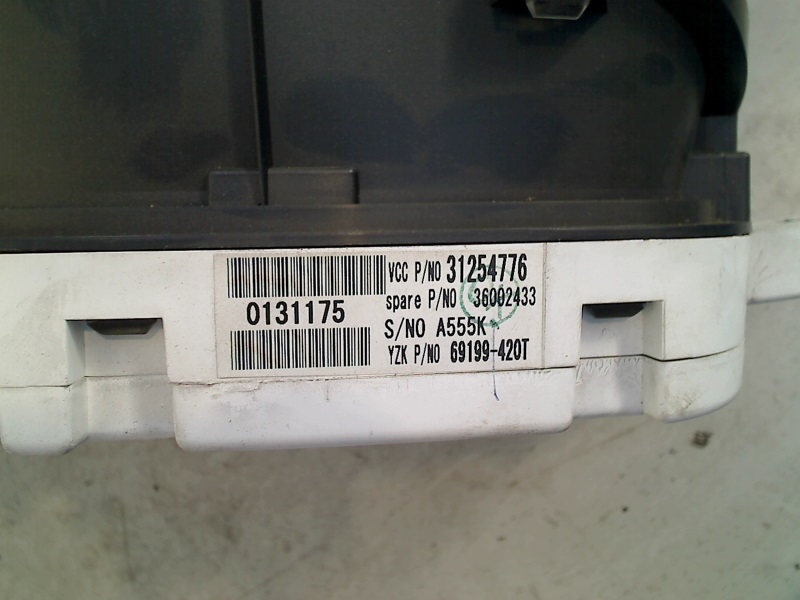 VCC P/NO 31254776
spare P/NO 36002433
0131175
S/NO A555K
YZK P/NO 69199-420T